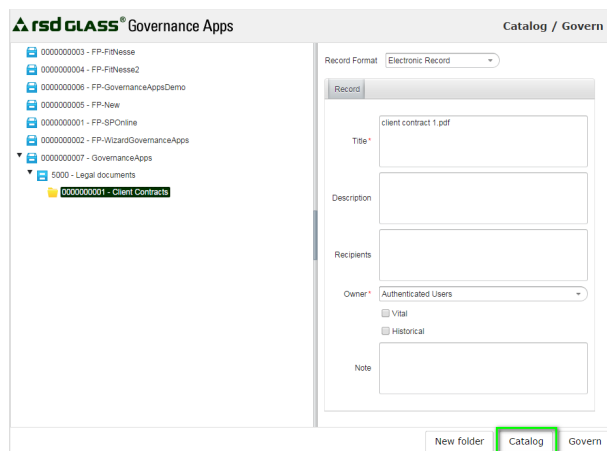 rsd GLASS® Governance Apps
Catalog / Govern
0000000003 - FP-FitNesse
0000000004 - FP-FitNesse2
0000000006 - FP-GovernanceAppsDemo
0000000005 - FP-New
0000000001 - FP-SPOnline
0000000002 - FP-WizardGovernanceApps
0000000007 - GovernanceApps
5000 - Legal documents
0000000001 - Client Contracts
Record Format Electronic Record
Record
Title * client contract 1.pdf
Description
Recipients
Owner * Authenticated Users
Vital
Historical
Note
New folder Catalog Govern